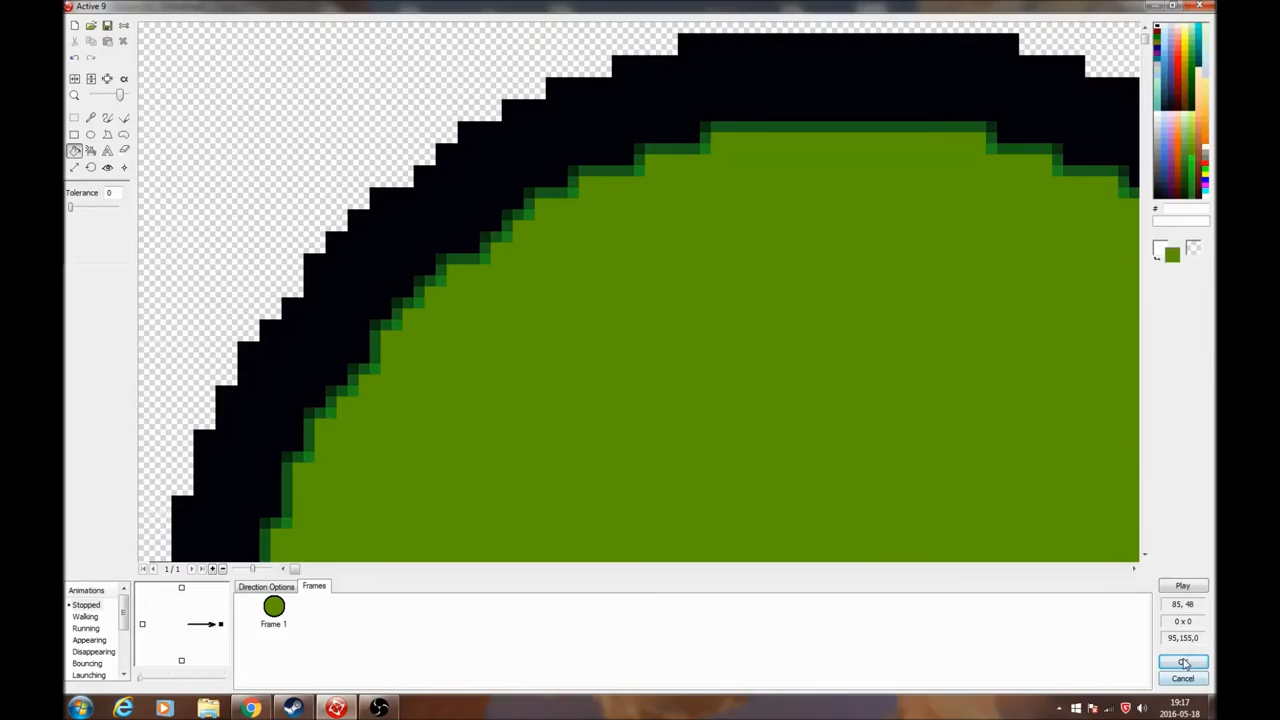 Active 9
Tolerance 0
#
1 / 1
Animations
Stopped
Walking
Running
Appearing
Disappearing
Bouncing
Launching
Direction Options
Frames
Frame 1
Play
85, 48
0 x 0
95,155,0
Cancel
19:17
2016-05-18